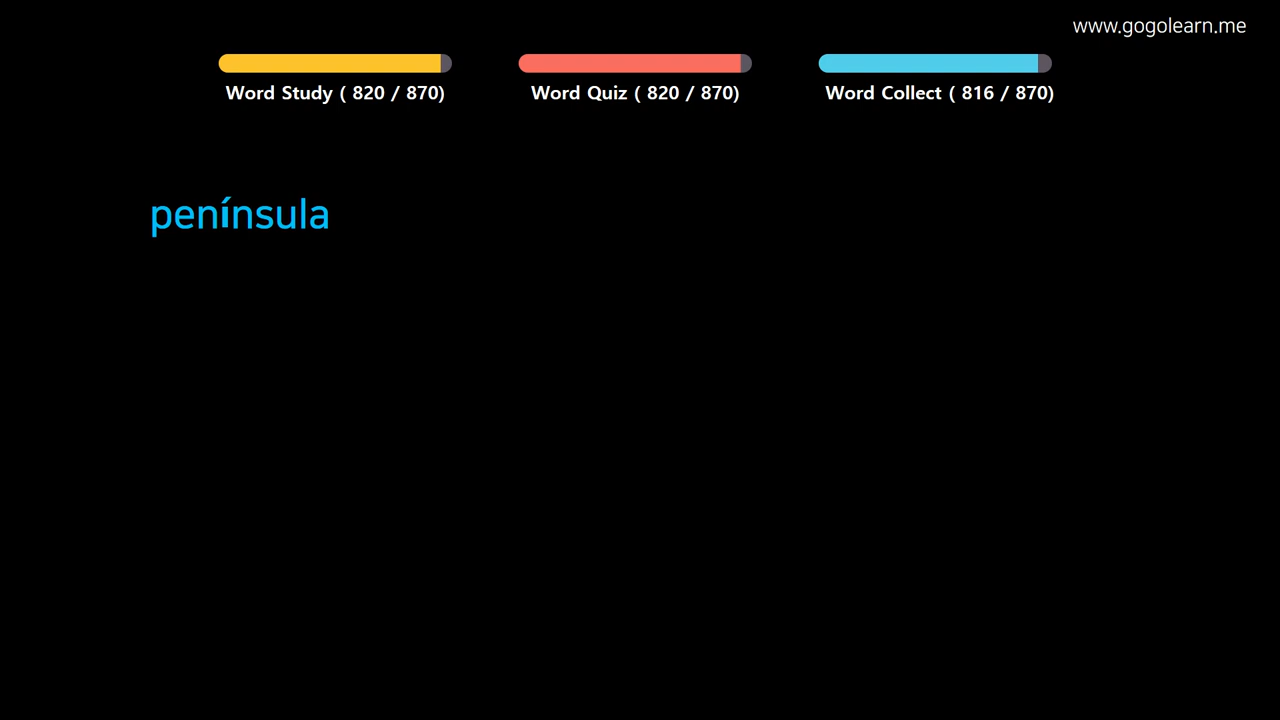 www.gogolearn.me
Word Study ( 820 / 870)
Word Quiz ( 820 / 870)
Word Collect ( 816 / 870)
península